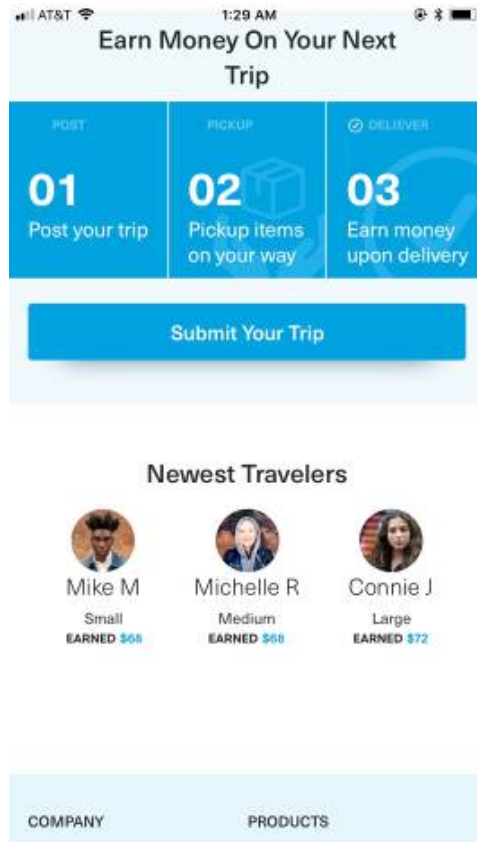 AT&T 1:29 AM
Earn Money On Your Next
Trip
POST PICKUP DELIEVER
01 02 03
Post your trip Pickup items Earn money
on your way upon delivery
Submit Your Trip
Newest Travelers
Mike M Michelle R Connie J
Small Medium Large
EARNED $68 EARNED $68 EARNED $72
COMPANY PRODUCTS